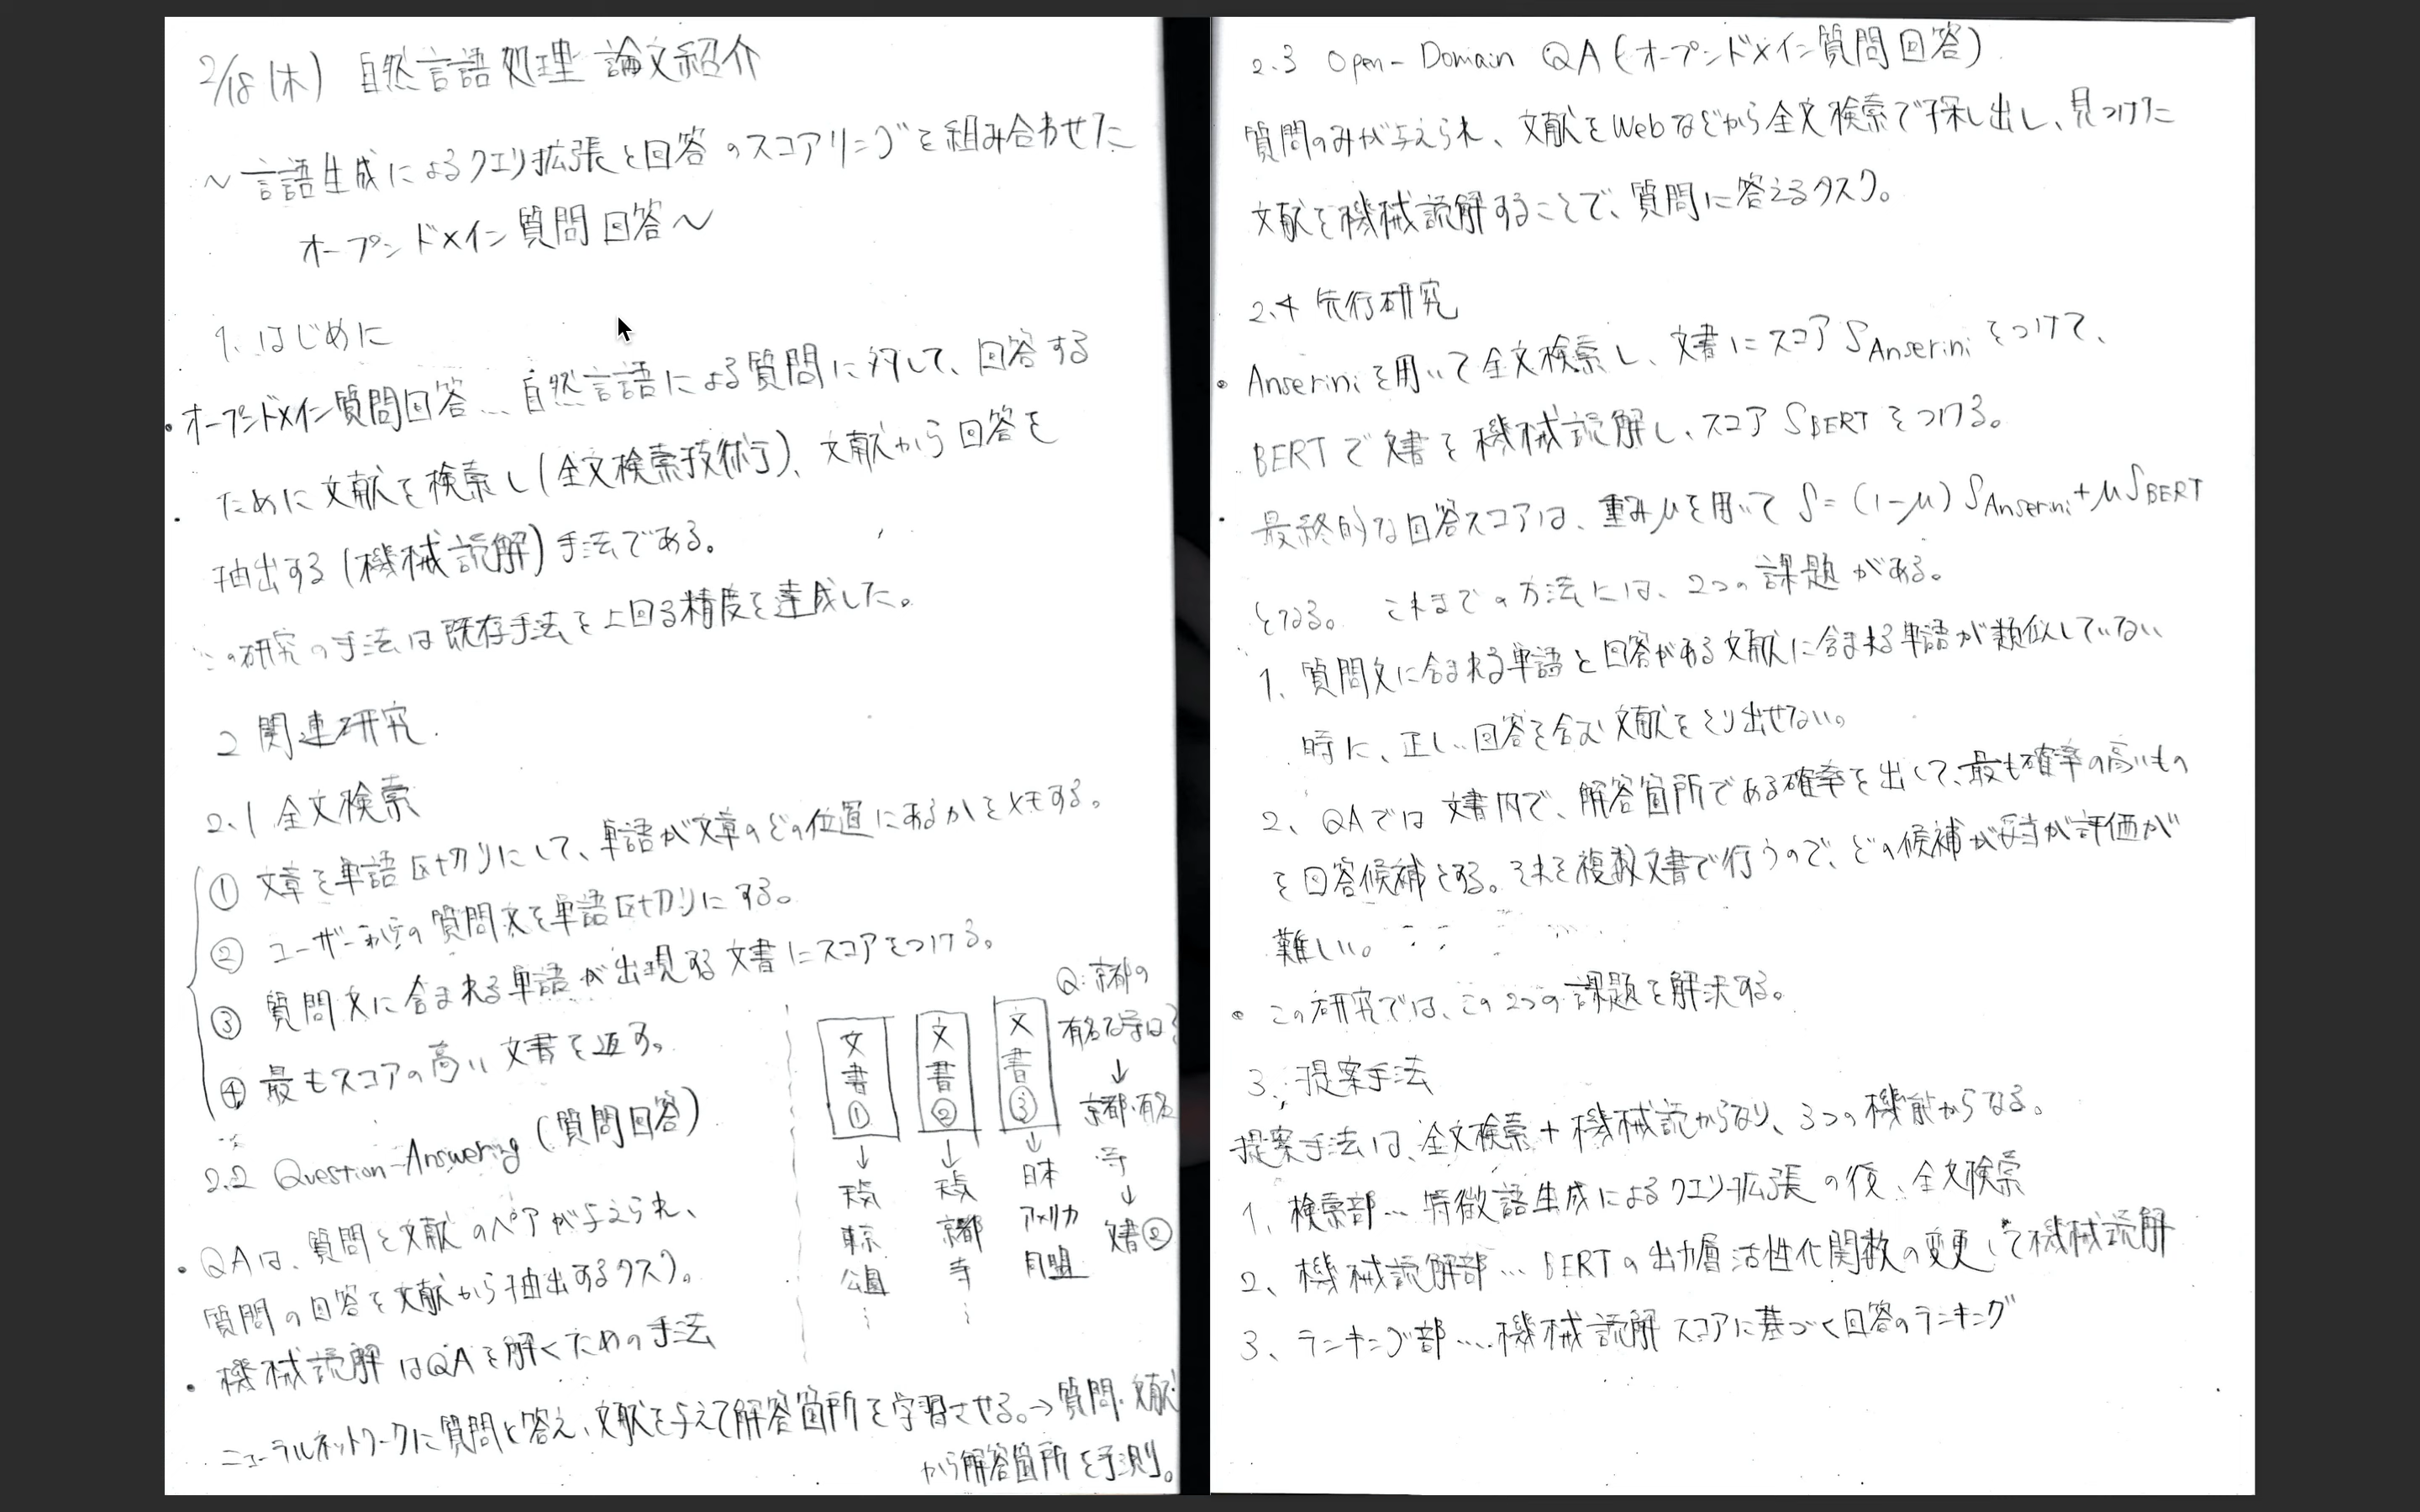 2/18(木) 自然言語処理 論文紹介
～言語生成によるクエリ拡張と回答のスコアリングを組み合わせた
オープンドメイン質問回答～
1. はじめに
・オープンドメイン質問回答…自然言語による質問に対して、回答する
ために文献を検索し(全文検索技術)、文献から回答を
抽出する(機械読解)手法である。
この研究の手法は既存手法を上回る精度を達成した。
2 関連研究.
2.1 全文検索
① 文章を単語区切りにして、単語が文章のどの位置にあるかをメモする。
② ユーザーからの質問文を単語区切りにする。
③ 質問文に含まれる単語が出現する文書にスコアをつける。
④ 最もスコアの高い文書を返す。
文書① 文書② 文書③
↓ ↓ ↓
天気 天気 日本
東京 京都 アメリカ
公園 寺 同盟
⋮ ⋮
Q:京都の
有名な寺は?
↓
京都・有名
・寺
↓
文書②
2.2 Question-Answering (質問回答)
・QAは、質問と文献のペアが与えられ、
質問の回答を文献から抽出するタスク。
・機械読解はQAを解くための手法
ニューラルネットワークに質問と答え、文献を与えて解答箇所を学習させる。→質問・文献
から解答箇所を予測。
2.3 Open-Domain QA (オープンドメイン質問回答)
質問のみが与えられ、文献をWebなどから全文検索で探し出し、見つけた
文献を機械読解することで、質問に答えるタスク。
2.4 先行研究
・Anseriniを用いて全文検索し、文書にスコアSAnseriniをつけて、
BERTで文書を機械読解し、スコアSBERTをつける。
・最終的な回答スコアは、重みμを用いて S=(1-μ)SAnserini+μSBERT
となる。 これまでの方法には、2つの課題がある。
1. 質問文に含まれる単語と回答がある文献に含まれる単語が類似していない
時に、正しい回答を含む文献をとり出せない。
2、QAでは文書内で、解答箇所である確率を出して、最も確率の高いもの
を回答候補とする。それを複数文書で行うので、どの候補が妥当か評価が
難しい。
・この研究では、この2つの課題を解決する。
3. 提案手法
提案手法は、全文検索+機械読からなり、3つの機能からなる。
1、検索部…特徴語生成によるクエリ拡張の後、全文検索
2、機械読解部…BERTの出力層活性化関数の変更して機械読解
3、ランキング部….機械読解スコアに基づく回答のランキング